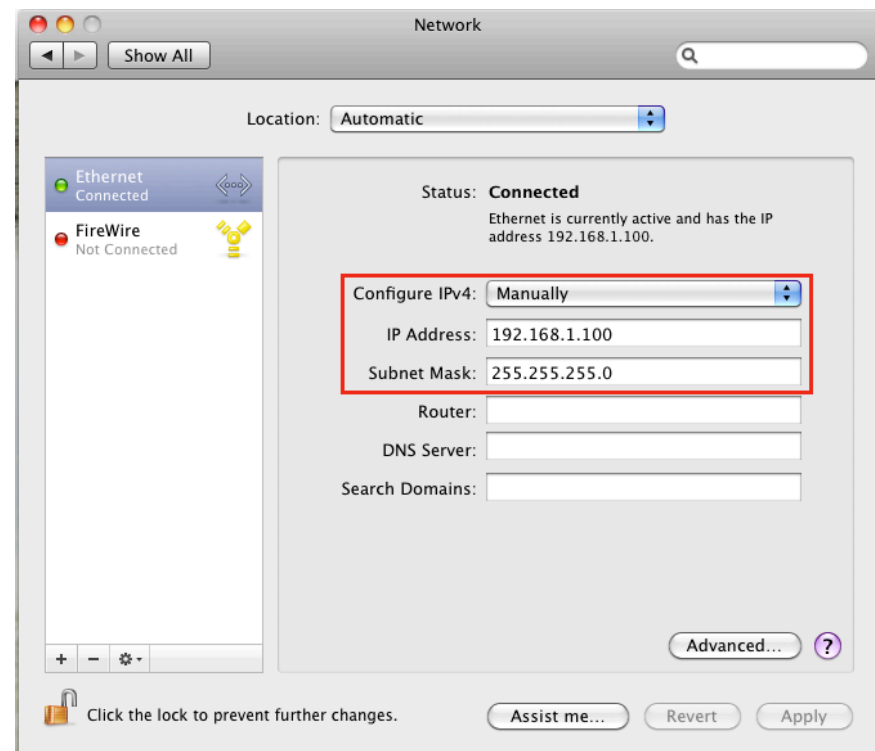 Network
Show All
Location: Automatic
Ethernet
Connected
FireWire
Not Connected
Status: Connected
Ethernet is currently active and has the IP
address 192.168.1.100.
Configure IPv4: Manually
IP Address: 192.168.1.100
Subnet Mask: 255.255.255.0
Router:
DNS Server:
Search Domains:
Advanced... ?
+ −
Click the lock to prevent further changes.
Assist me... Revert Apply